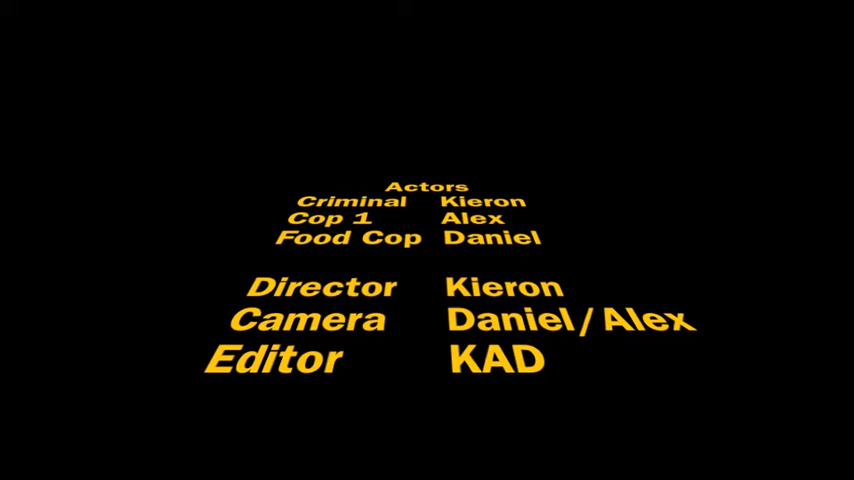 Actors
Criminal Kieron
Cop 1 Alex
Food Cop Daniel
Director Kieron
Camera Daniel/Alex
Editor KAD